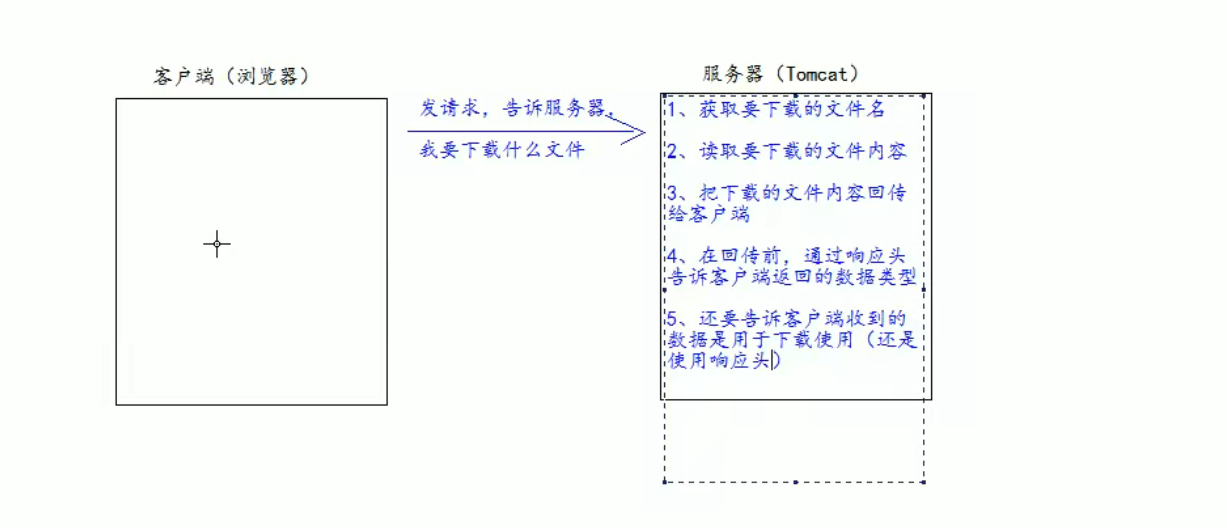 客户端（浏览器）
服务器（Tomcat）
发请求，告诉服务器，
我要下载什么文件
1、获取要下载的文件名
2、读取要下载的文件内容
3、把下载的文件内容回传
给客户端
4、在回传前，通过响应头
告诉客户端返回的数据类型
5、还要告诉客户端收到的
数据是用于下载使用（还是
使用响应头）